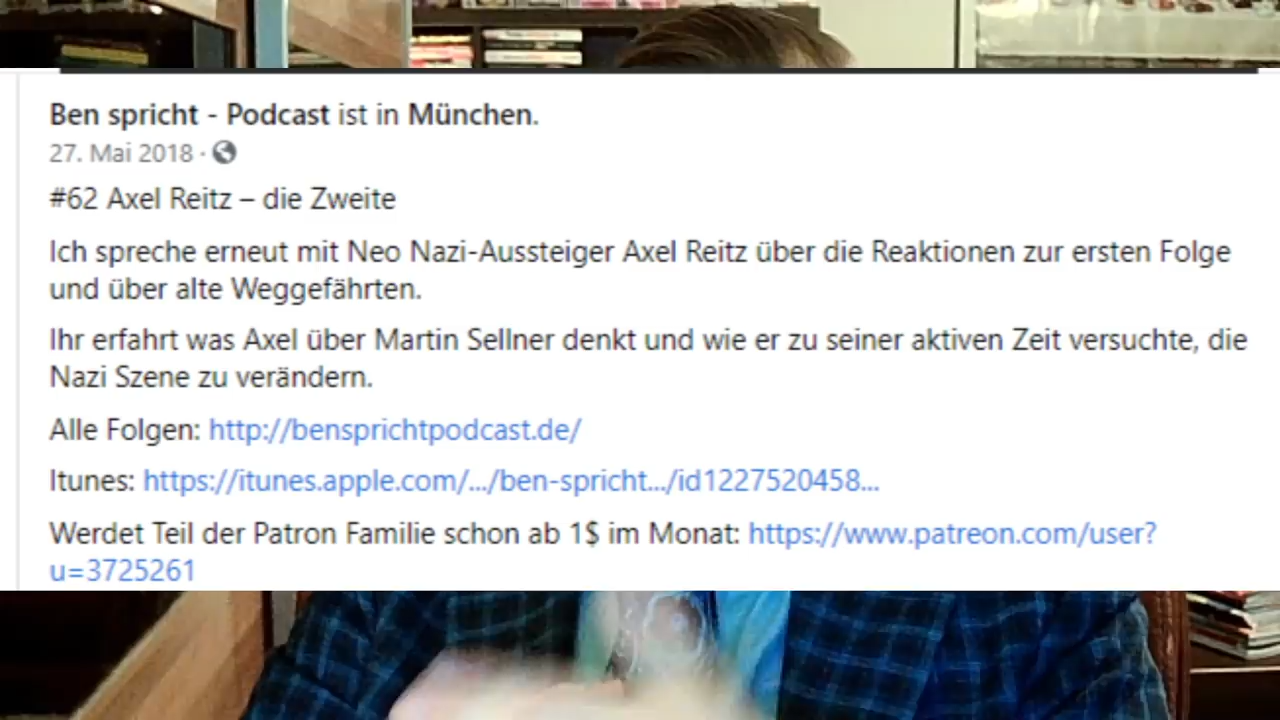 Ben spricht - Podcast ist in München.
27. Mai 2018 ·
#62 Axel Reitz – die Zweite
Ich spreche erneut mit Neo Nazi-Aussteiger Axel Reitz über die Reaktionen zur ersten Folge
und über alte Weggefährten.
Ihr erfahrt was Axel über Martin Sellner denkt und wie er zu seiner aktiven Zeit versuchte, die
Nazi Szene zu verändern.
Alle Folgen: http://bensprichtpodcast.de/
Itunes: https://itunes.apple.com/.../ben-spricht.../id1227520458...
Werdet Teil der Patron Familie schon ab 1$ im Monat: https://www.patreon.com/user?
u=3725261